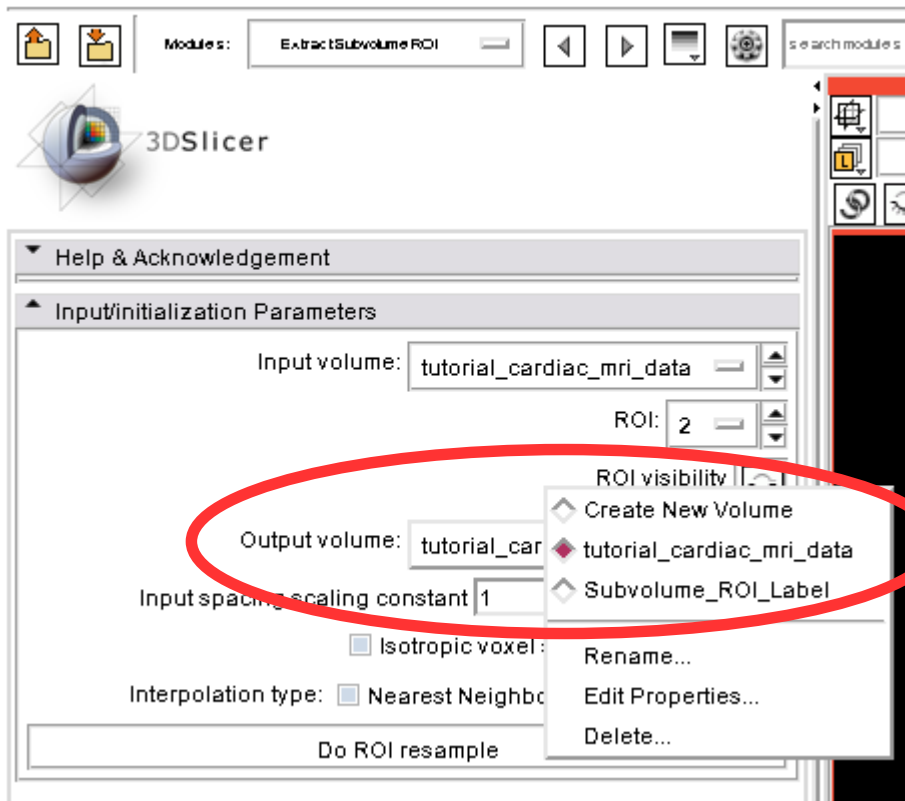 Modules: ExtractSubvolumeROI search modules
3DSlicer
L
Help & Acknowledgement
Input/initialization Parameters
Input volume: tutorial_cardiac_mri_data
ROI: 2
ROI visibility
Create New Volume
Output volume: tutorial_car
tutorial_cardiac_mri_data
Input spacing scaling constant 1
Subvolume_ROI_Label
Isotropic voxel
Rename...
Interpolation type: Nearest Neighbo
Edit Properties...
Do ROI resample
Delete...